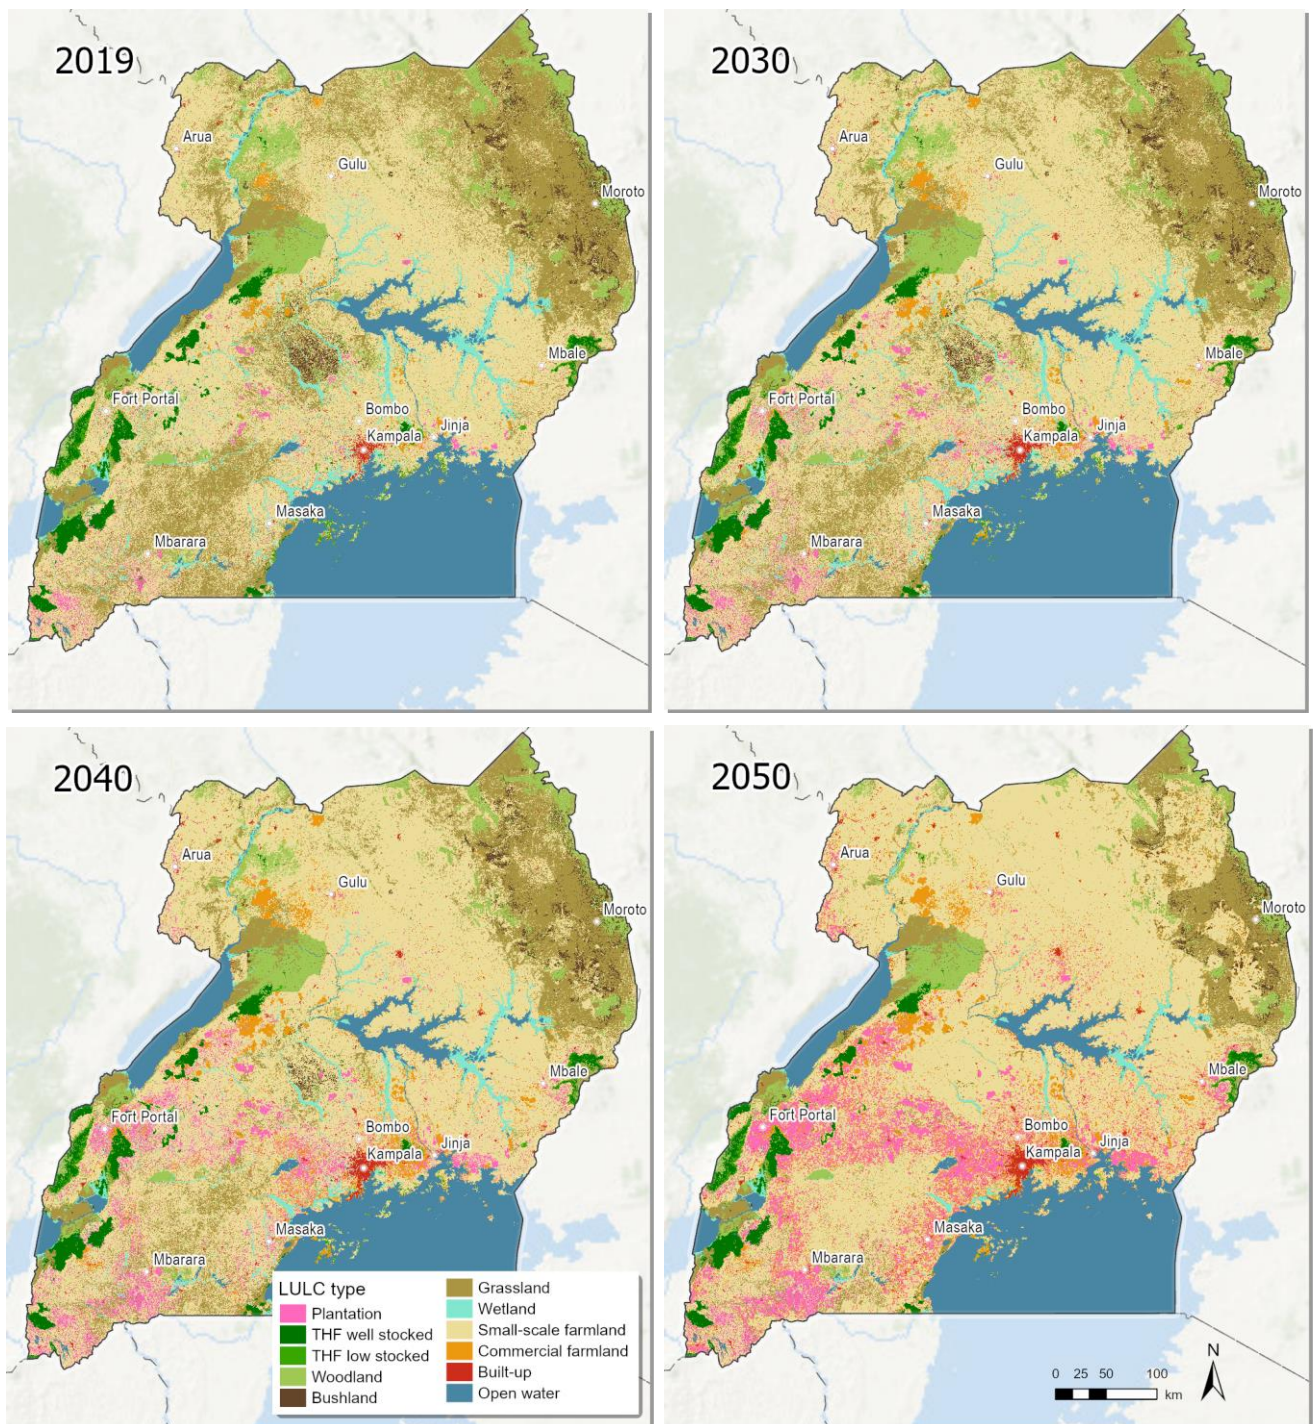 2019
Arua
Gulu
Moroto
Mbale
Fort Portal
Bombo
Jinja
Kampala
Masaka
Mbarara
2030
Arua
Gulu
Moroto
Mbale
Fort Portal
Bombo
Jinja
Kampala
Masaka
Mbarara
2040
Arua
Gulu
Moroto
Mbale
Fort Portal
Bombo
Jinja
Kampala
Masaka
Mbarara
LULC type
Plantation
THF well stocked
THF low stocked
Woodland
Bushland
Grassland
Wetland
Small-scale farmland
Commercial farmland
Built-up
Open water
2050
Arua
Gulu
Moroto
Mbale
Fort Portal
Bombo
Jinja
Kampala
Masaka
Mbarara
0 25 50 100
km
N